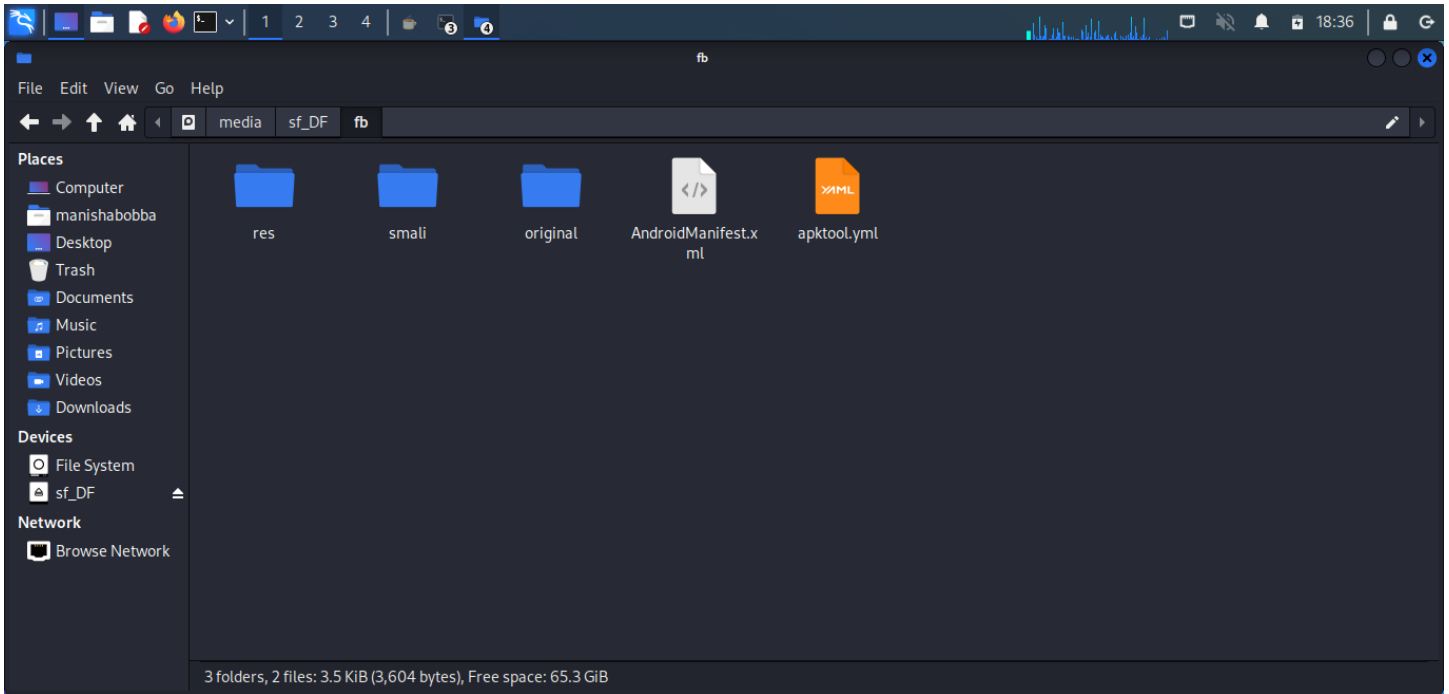 1 2 3 4 3 4 18:36
fb
File Edit View Go Help
media sf_DF fb
Places
Computer
manishabobba
Desktop
Trash
Documents
Music
Pictures
Videos
Downloads
Devices
File System
sf_DF
Network
Browse Network
res
smali
original
</>
AndroidManifest.x
ml
YAML
apktool.yml
3 folders, 2 files: 3.5 KiB (3,604 bytes), Free space: 65.3 GiB